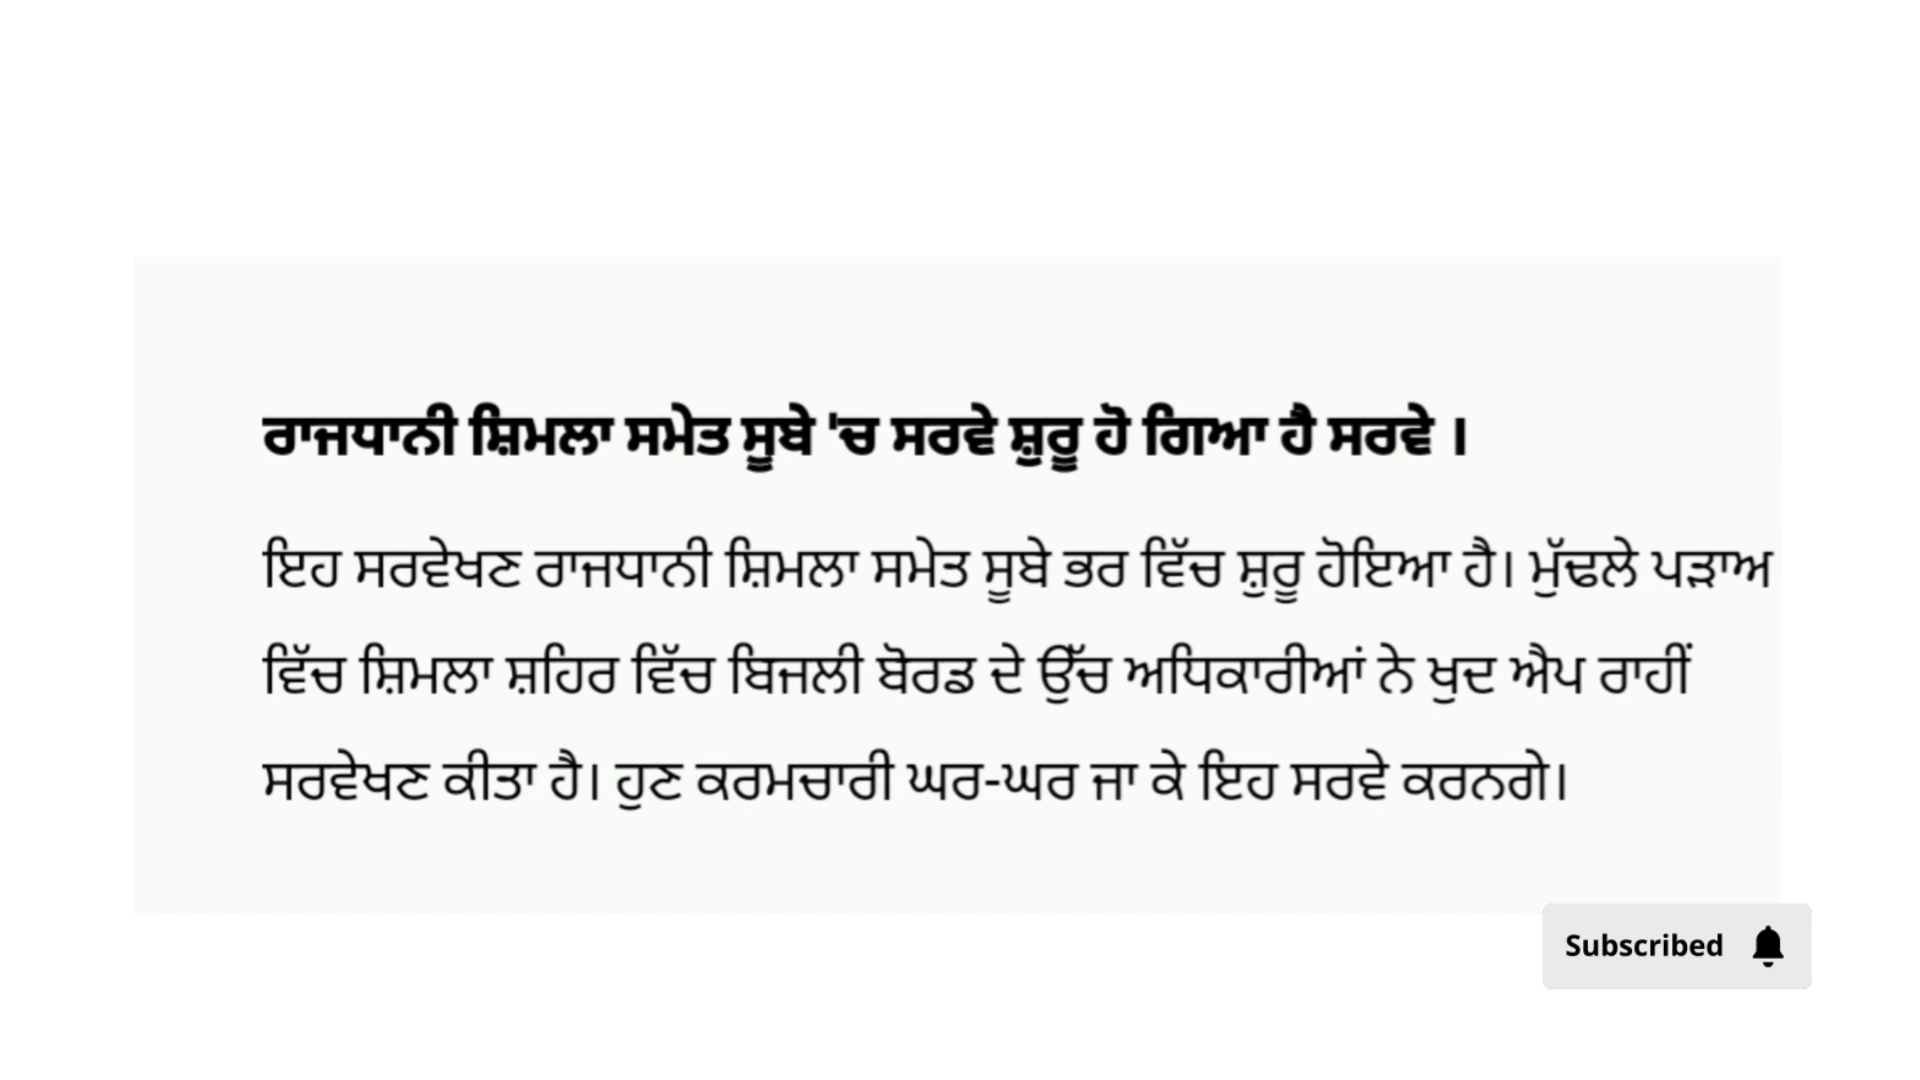 ਰਾਜਧਾਨੀ ਸ਼ਿਮਲਾ ਸਮੇਤ ਸੂਬੇ 'ਚ ਸਰਵੇ ਸ਼ੁਰੂ ਹੋ ਗਿਆ ਹੈ ਸਰਵੇ ।
ਇਹ ਸਰਵੇਖਣ ਰਾਜਧਾਨੀ ਸ਼ਿਮਲਾ ਸਮੇਤ ਸੂਬੇ ਭਰ ਵਿੱਚ ਸ਼ੁਰੂ ਹੋਇਆ ਹੈ। ਮੁੱਢਲੇ ਪੜਾਅ
ਵਿੱਚ ਸ਼ਿਮਲਾ ਸ਼ਹਿਰ ਵਿੱਚ ਬਿਜਲੀ ਬੋਰਡ ਦੇ ਉੱਚ ਅਧਿਕਾਰੀਆਂ ਨੇ ਖੁਦ ਐਪ ਰਾਹੀਂ
ਸਰਵੇਖਣ ਕੀਤਾ ਹੈ। ਹੁਣ ਕਰਮਚਾਰੀ ਘਰ-ਘਰ ਜਾ ਕੇ ਇਹ ਸਰਵੇ ਕਰਨਗੇ।
Subscribed